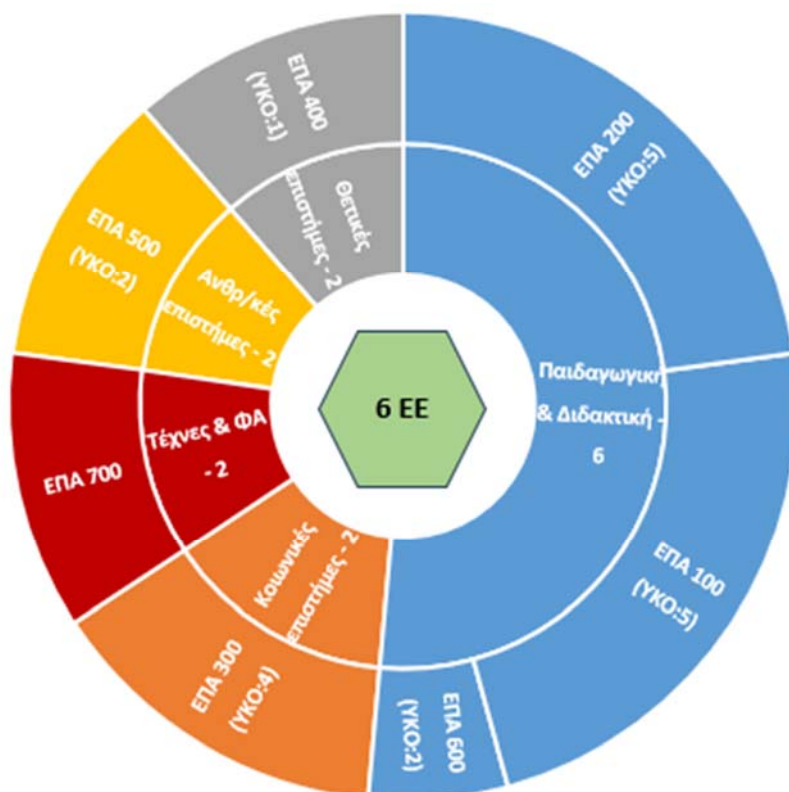 ΕΠΑ 200
(ΥΚΟ:5)
ΕΠΑ 100
(ΥΚΟ:5)
ΕΠΑ 600
(ΥΚΟ:2)
ΕΠΑ 300
(ΥΚΟ:4)
ΕΠΑ 700
ΕΠΑ 500
(ΥΚΟ:2)
ΕΠΑ 400
(ΥΚΟ:1)
Παιδαγωγική
& Διδακτική -
6
Κοινωνικές
επιστήμες - 2
Τέχνες & ΦΑ
- 2
Ανθρ/κές
επιστήμες - 2
Θετικές
επιστήμες - 2
6 ΕΕ